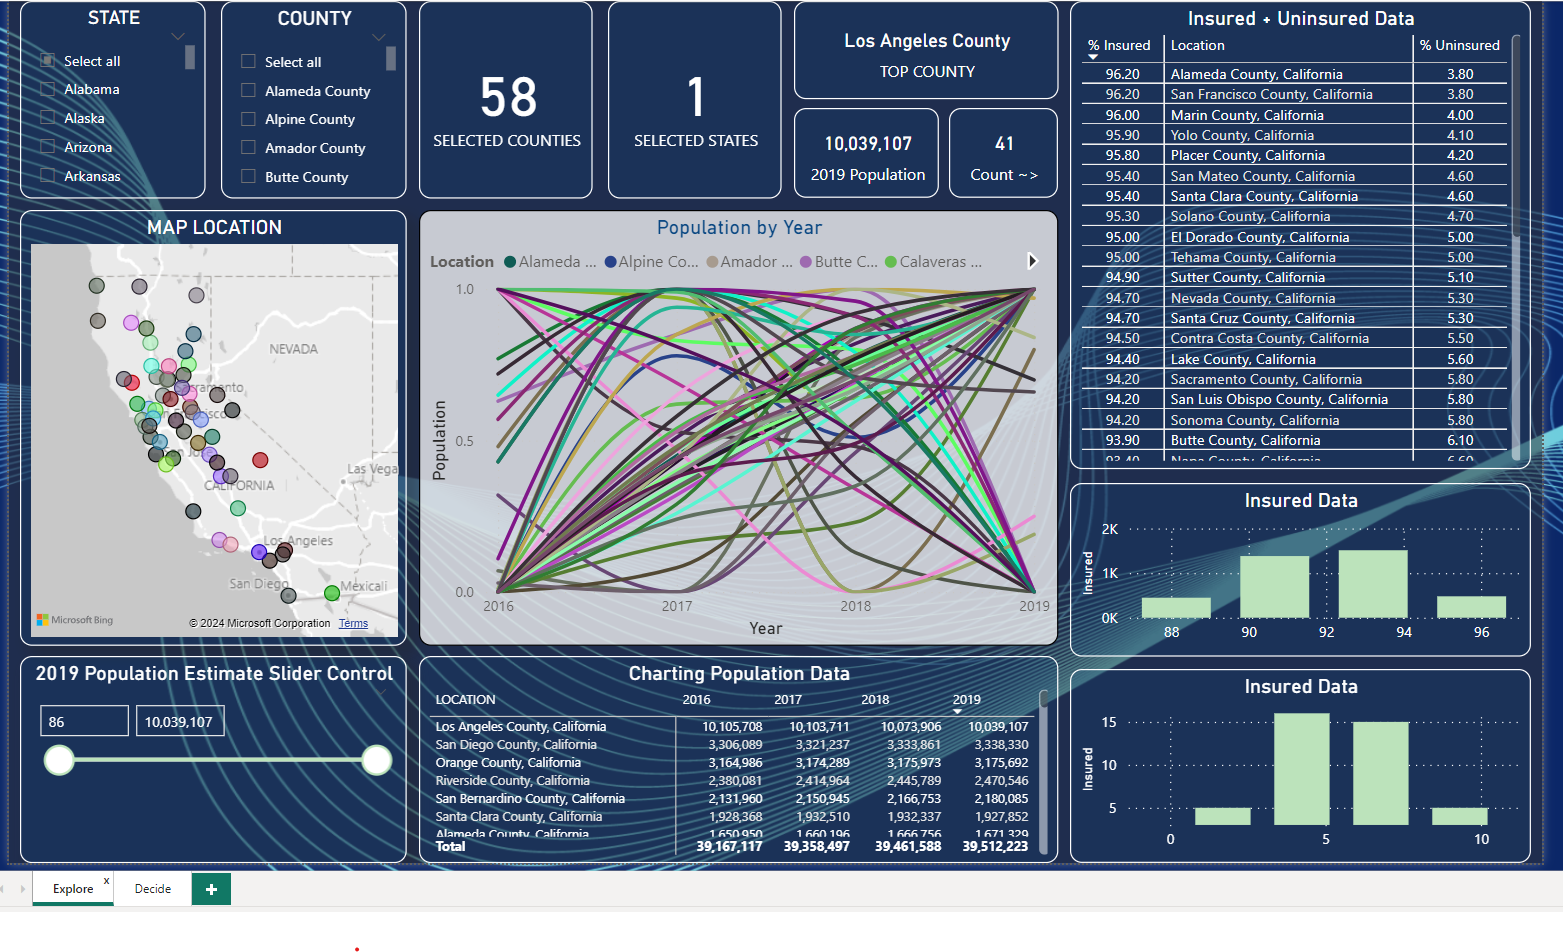 STATE
Select all
Alabama
Alaska
Arizona
Arkansas
COUNTY
Select all
Alameda County
Alpine County
Amador County
Butte County
58
SELECTED COUNTIES
1
SELECTED STATES
Los Angeles County
TOP COUNTY
10,039,107
2019 Population
41
Count ~>
Insured + Uninsured Data
% Insured Location % Uninsured
96.20 Alameda County, California 3.80
96.20 San Francisco County, California 3.80
96.00 Marin County, California 4.00
95.90 Yolo County, California 4.10
95.80 Placer County, California 4.20
95.40 San Mateo County, California 4.60
95.40 Santa Clara County, California 4.60
95.30 Solano County, California 4.70
95.00 El Dorado County, California 5.00
95.00 Tehama County, California 5.00
94.90 Sutter County, California 5.10
94.70 Nevada County, California 5.30
94.70 Santa Cruz County, California 5.30
94.50 Contra Costa County, California 5.50
94.40 Lake County, California 5.60
94.20 Sacramento County, California 5.80
94.20 San Luis Obispo County, California 5.80
94.20 Sonoma County, California 5.80
93.90 Butte County, California 6.10
93.40 Napa County, California 6.60
MAP LOCATION
NEVADA
Las Vega
CALIFORNIA
Los Angeles
San Diego
Mexicali
Microsoft Bing
© 2024 Microsoft Corporation Terms
Population by Year
Location Alameda ... Alpine Co... Amador ... Butte C... Calaveras ...
Population
1.0
0.5
0.0
2016 2017 2018 2019
Year
Insured Data
Insured
2K
1K
0K
88 90 92 94 96
2019 Population Estimate Slider Control
86 10,039,107
Charting Population Data
LOCATION 2016 2017 2018 2019
Los Angeles County, California 10,105,708 10,103,711 10,073,906 10,039,107
San Diego County, California 3,306,089 3,321,237 3,333,861 3,338,330
Orange County, California 3,164,986 3,174,289 3,175,973 3,175,692
Riverside County, California 2,380,081 2,414,964 2,445,789 2,470,546
San Bernardino County, California 2,131,960 2,150,945 2,166,753 2,180,085
Santa Clara County, California 1,928,368 1,932,510 1,932,337 1,927,852
Alameda County, California 1,650,950 1,660,196 1,666,756 1,671,329
Total 39,167,117 39,358,497 39,461,588 39,512,223
Insured Data
Insured
15
10
5
0 5 10
Explore x
Decide
+